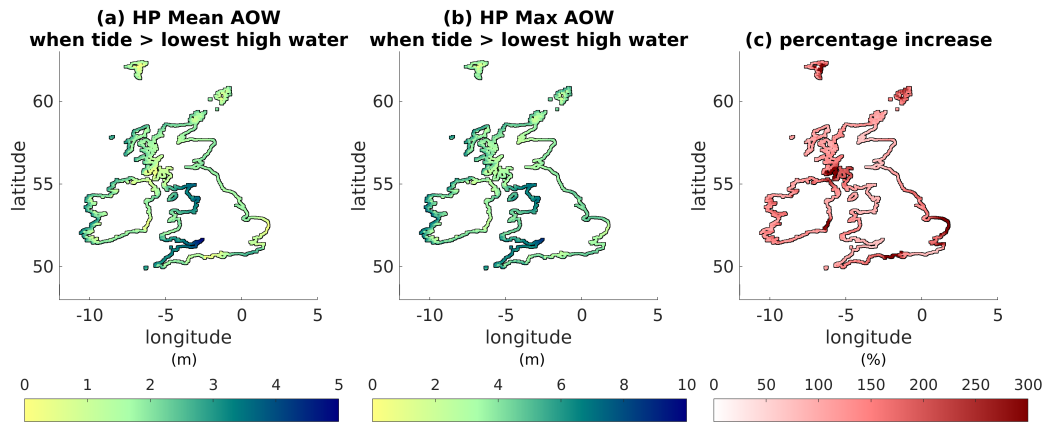 (a) HP Mean AOW
when tide > lowest high water
(b) HP Max AOW
when tide > lowest high water
(c) percentage increase
latitude
60
55
50
-10 -5 0 5
longitude
(m)
0 1 2 3 4 5
latitude
60
55
50
-10 -5 0 5
longitude
(m)
0 2 4 6 8 10
latitude
60
55
50
-10 -5 0 5
longitude
(%)
0 50 100 150 200 250 300